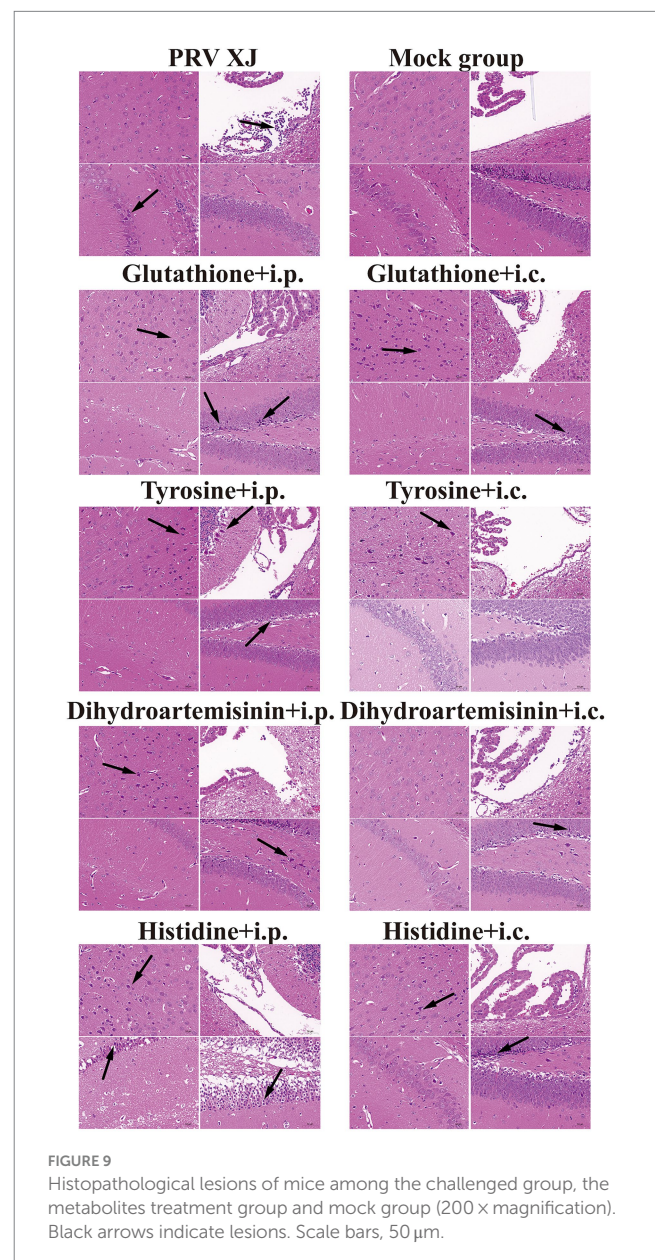 PRV XJ
Mock group
Glutathione+i.p.
Glutathione+i.c.
Tyrosine+i.p.
Tyrosine+i.c.
Dihydroartemisinin+i.p.
Dihydroartemisinin+i.c.
Histidine+i.p.
Histidine+i.c.
FIGURE 9
Histopathological lesions of mice among the challenged group, the
metabolites treatment group and mock group (200 × magnification).
Black arrows indicate lesions. Scale bars, 50 μm.